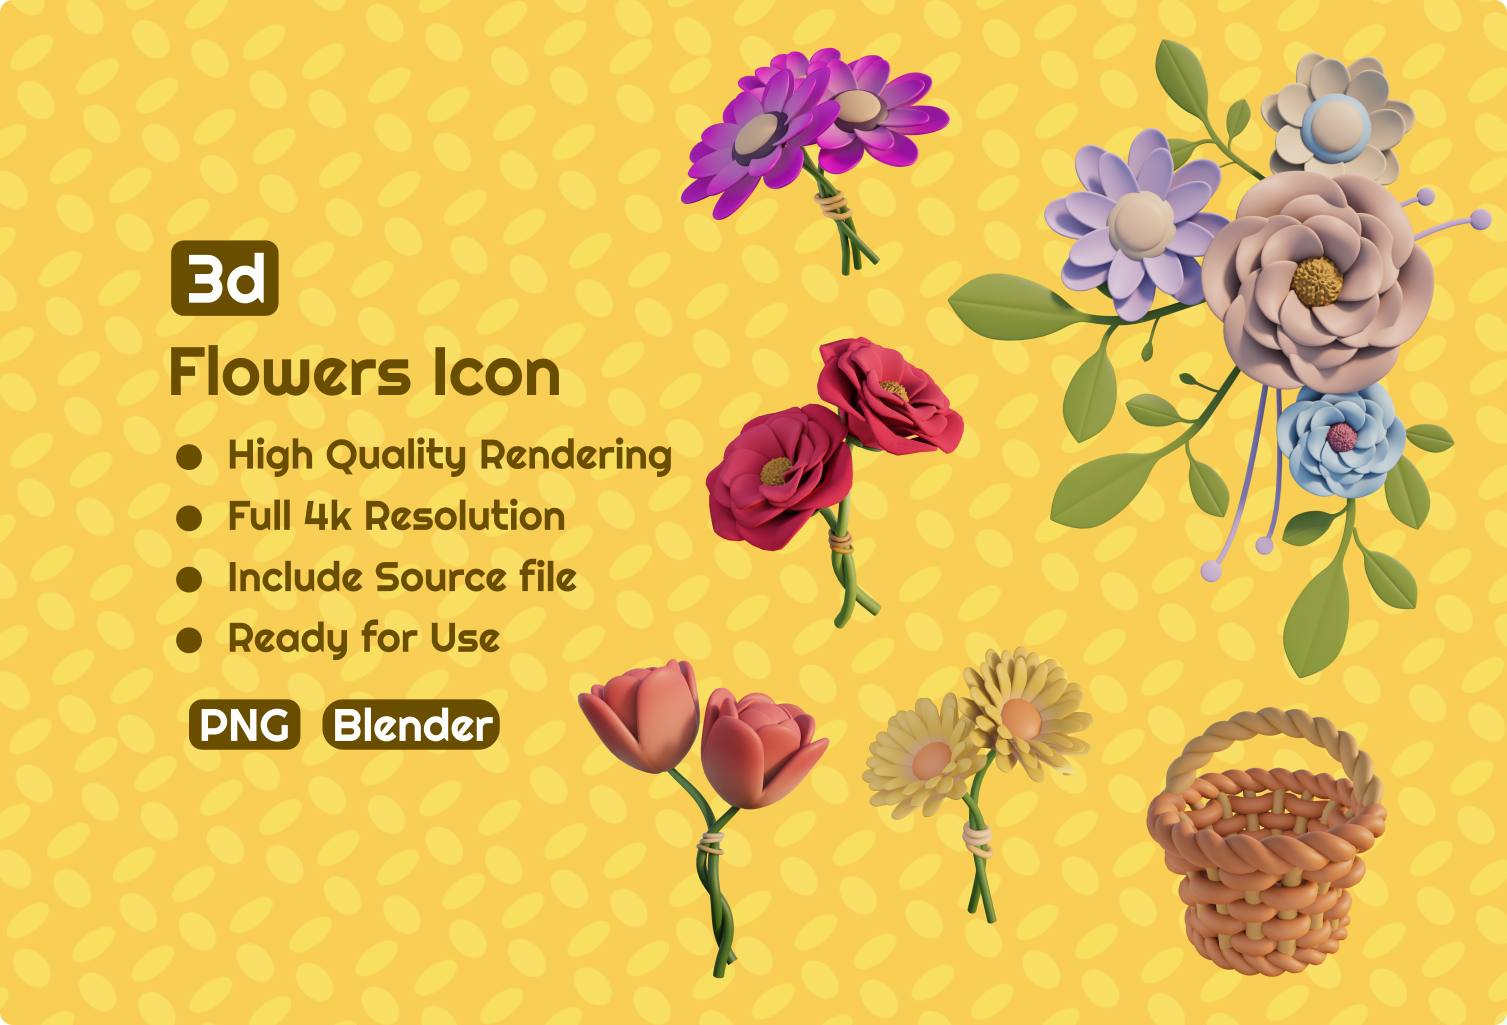 3d
Flowers Icon
● High Quality Rendering
● Full 4k Resolution
● Include Source file
● Ready for Use
PNG Blender